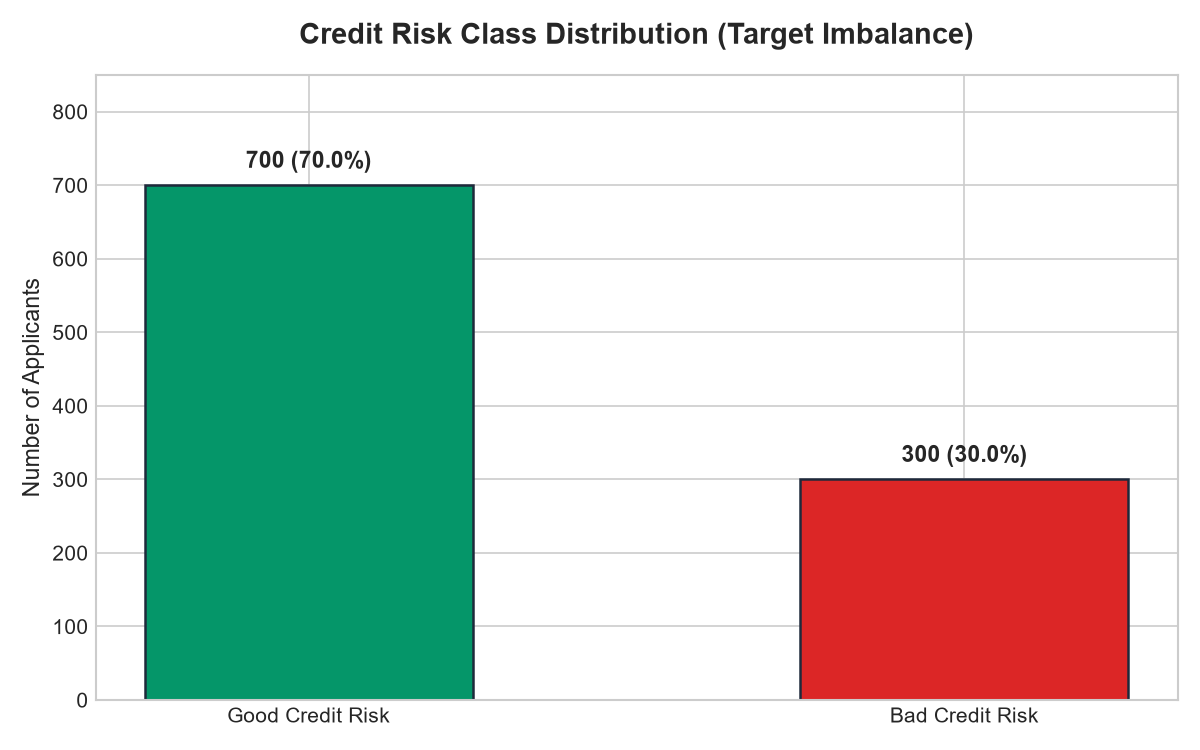 Credit Risk Class Distribution (Target Imbalance)
Number of Applicants
800
700
600
500
400
300
200
100
0
700 (70.0%)
300 (30.0%)
Good Credit Risk
Bad Credit Risk